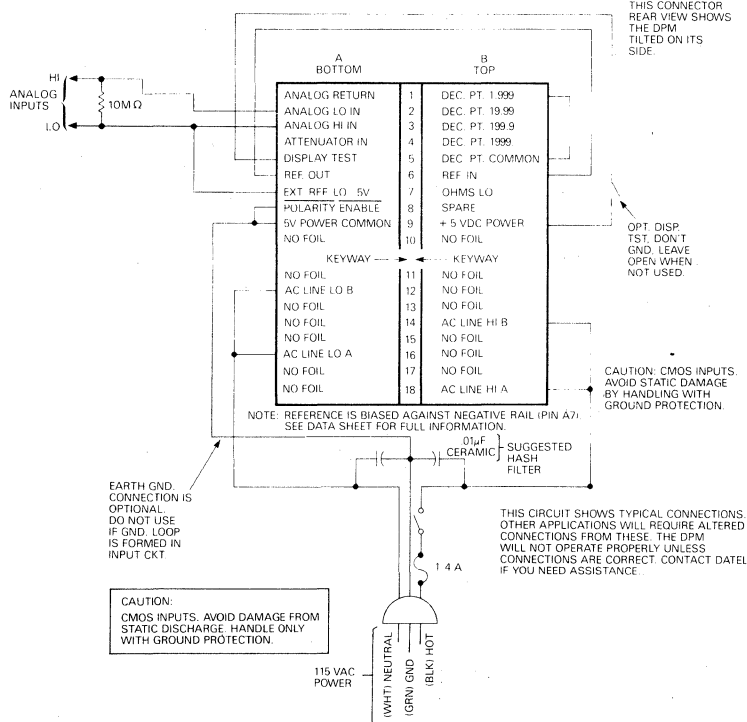 THIS CONNECTOR
REAR VIEW SHOWS
THE DPM
TILTED ON ITS
SIDE.
A
BOTTOM
B
TOP
HI
ANALOG
INPUTS
LO
10MΩ
ANALOG RETURN 1 DEC. PT. 1.999
ANALOG LO IN 2 DEC. PT. 19.99
ANALOG HI IN 3 DEC. PT. 199.9
ATTENUATOR IN 4 DEC. PT. 1999.
DISPLAY TEST 5 DEC. PT. COMMON
REF. OUT 6 REF IN
EXT. REF. LO 5V 7 OHMS LO
POLARITY ENABLE 8 SPARE
5V POWER COMMON 9 + 5 VDC POWER
NO FOIL 10 NO FOIL
KEYWAY KEYWAY
NO FOIL 11 NO FOIL
AC LINE LO B 12 NO FOIL
NO FOIL 13 NO FOIL
NO FOIL 14 AC LINE HI B
NO FOIL 15 NO FOIL
AC LINE LO A 16 NO FOIL
NO FOIL 17 NO FOIL
NO FOIL 18 AC LINE HI A
OPT. DISP.
TST, DON'T
GND. LEAVE
OPEN WHEN
NOT USED.
CAUTION: CMOS INPUTS.
AVOID STATIC DAMAGE
BY HANDLING WITH
GROUND PROTECTION.
NOTE: REFERENCE IS BIASED AGAINST NEGATIVE RAIL (PIN A7).
SEE DATA SHEET FOR FULL INFORMATION.
.01µF
CERAMIC
SUGGESTED
HASH
FILTER
EARTH GND.
CONNECTION IS
OPTIONAL.
DO NOT USE
IF GND. LOOP
IS FORMED IN
INPUT CKT.
THIS CIRCUIT SHOWS TYPICAL CONNECTIONS.
OTHER APPLICATIONS WILL REQUIRE ALTERED
CONNECTIONS FROM THESE. THE DPM
WILL NOT OPERATE PROPERLY UNLESS
CONNECTIONS ARE CORRECT. CONTACT DATEL
IF YOU NEED ASSISTANCE.
1 4 A
CAUTION:
CMOS INPUTS. AVOID DAMAGE FROM
STATIC DISCHARGE. HANDLE ONLY
WITH GROUND PROTECTION.
115 VAC
POWER
(WHT) NEUTRAL
(GRN) GND
(BLK) HOT